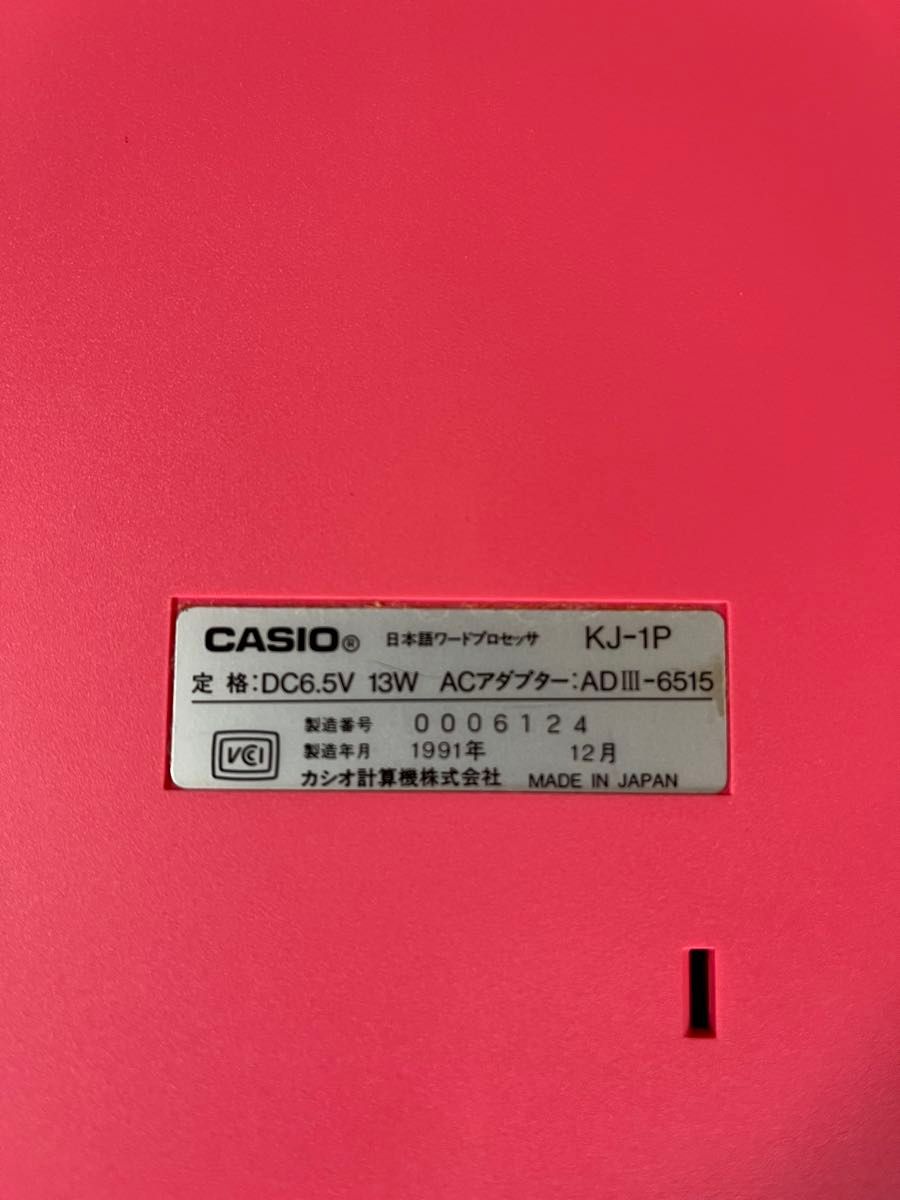 CASIO® 日本語ワードプロセッサ KJ-1P
定 格:DC6.5V 13W ACアダプター:ADⅢ-6515
製造番号 0006124
VCCI
製造年月 1991年 12月
カシオ計算機株式会社 MADE IN JAPAN